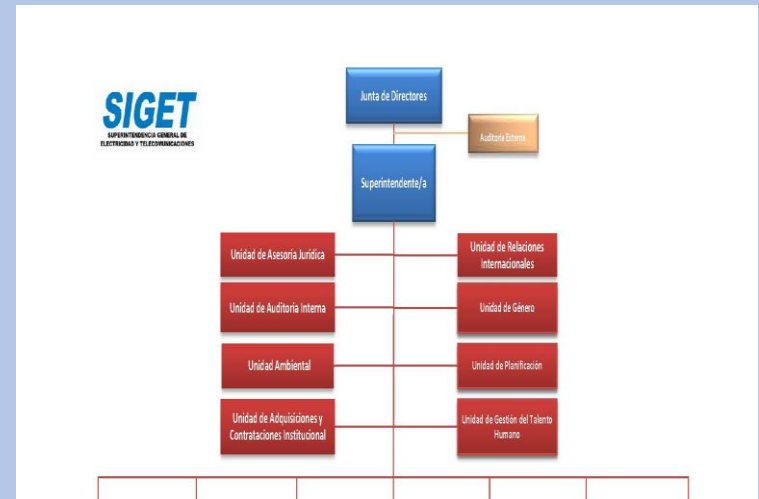 Junta de Directores
SIGET
SUPERINTENDENCIA GENERAL DE
ELECTRICIDAD Y TELECOMUNICACIONES
Auditoria Externa
Superintendente/a
Unidad de Asesoría Jurídica
Unidad de Relaciones
Internacionales
Unidad de Auditoria Interna
Unidad de Género
Unidad Ambiental
Unidad de Planificación
Unidad de Adquisiciones y
Contrataciones Institucional
Unidad de Gestión del Talento
Humano